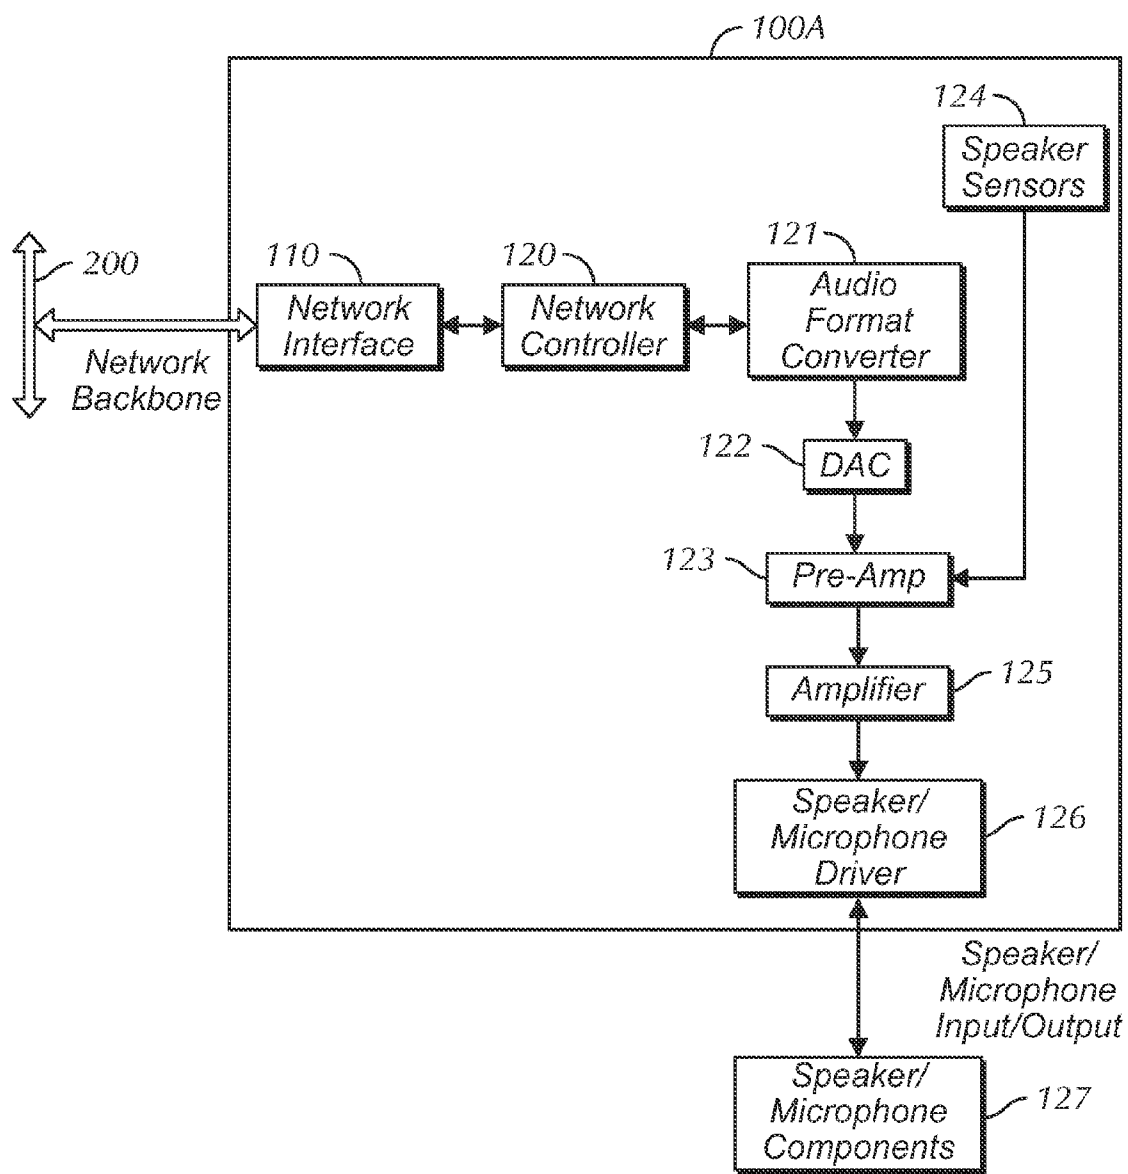 100A
124
Speaker
Sensors
200
110
120
121
Network
Interface
Network
Controller
Audio
Format
Converter
Network
Backbone
122
DAC
123
Pre-Amp
Amplifier
125
Speaker/
Microphone
Driver
126
Speaker/
Microphone
Input/Output
Speaker/
Microphone
Components
127